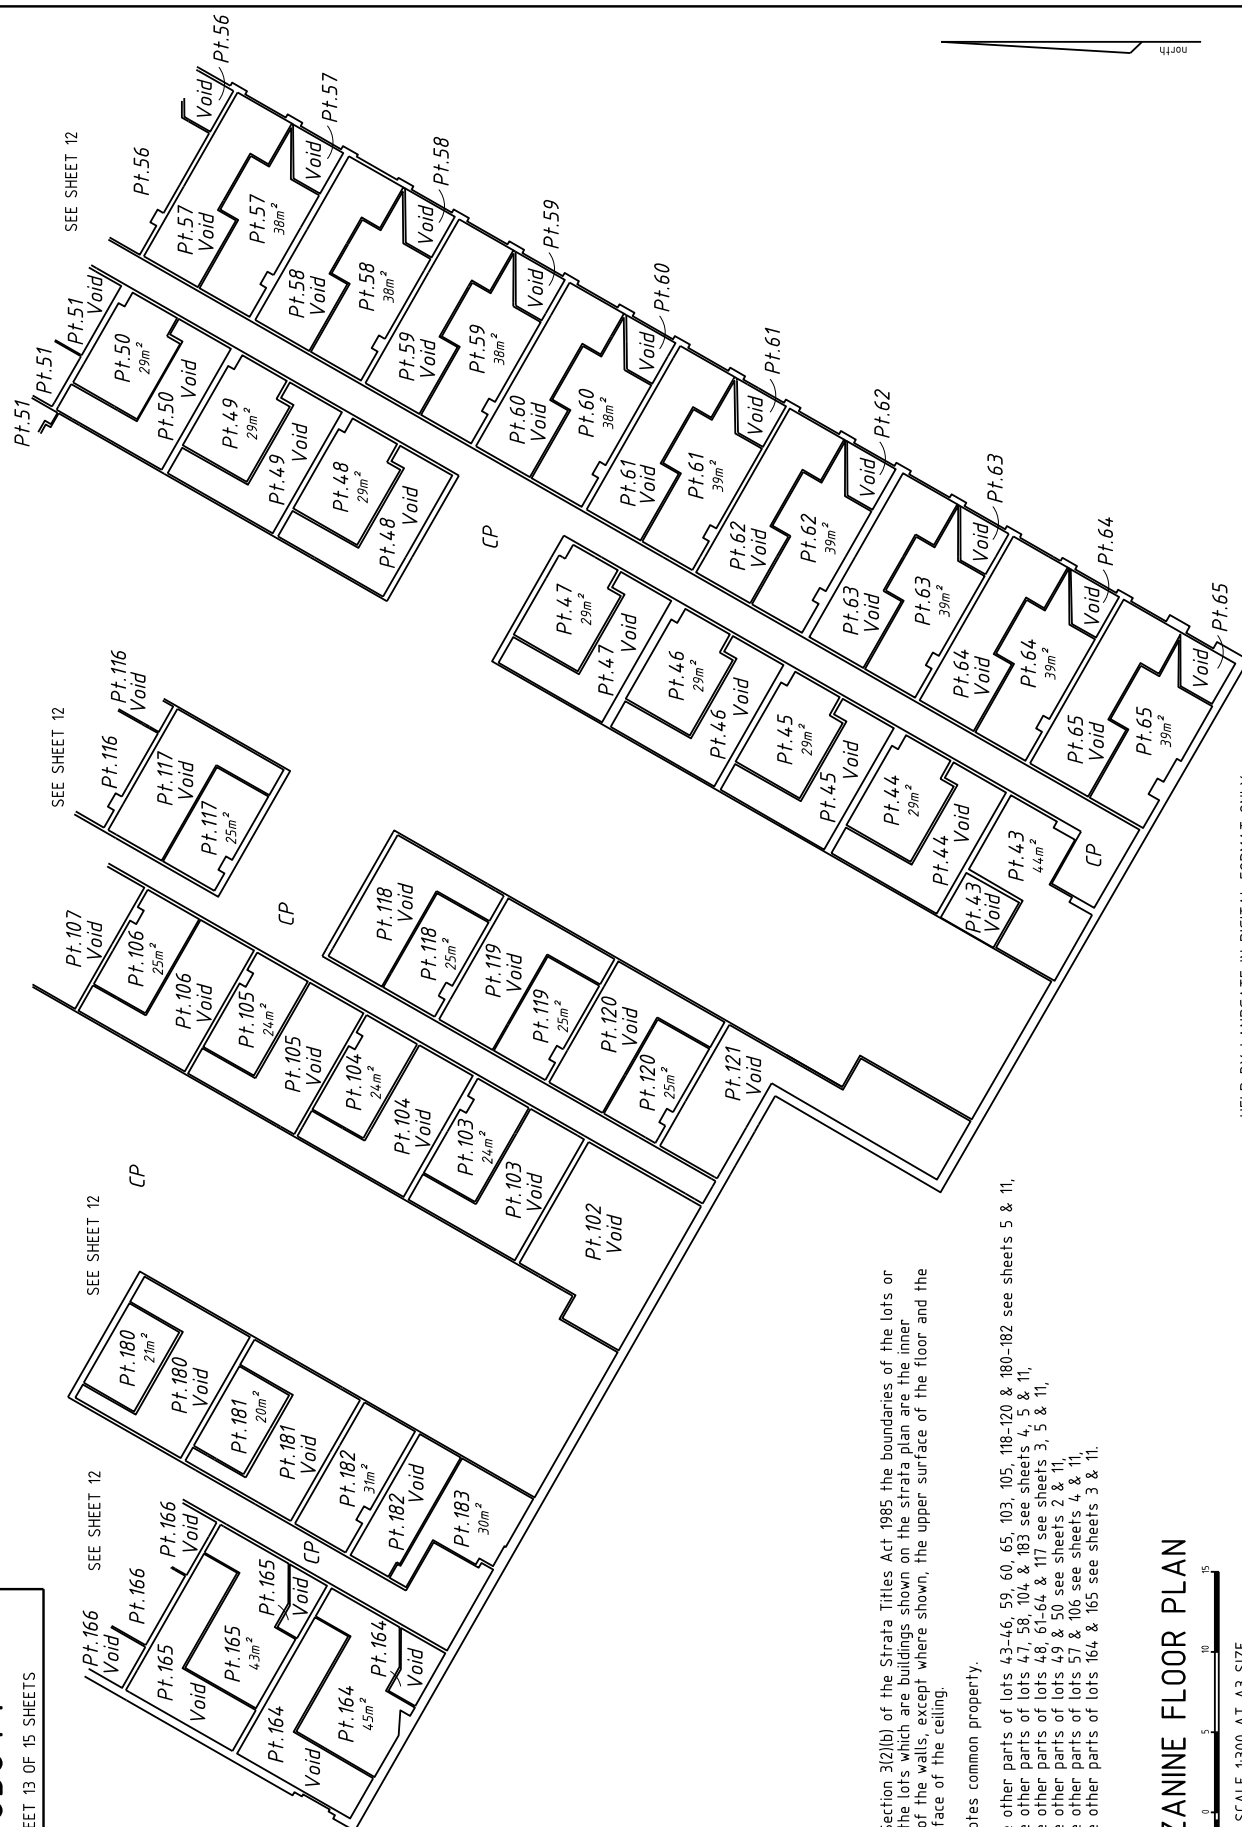 SEE SHEET 12
Pt.56
Void
Pt.56
Pt.57
Void
Pt.57
38m²
Void
Pt.57
Pt.58
Void
Pt.58
38m²
Void
Pt.58
Pt.59
Void
Pt.59
38m²
Void
Pt.59
Pt.60
Void
Pt.60
38m²
Void
Pt.60
Pt.61
Void
Pt.61
39m²
Void
Pt.61
Pt.62
Void
Pt.62
39m²
Void
Pt.62
Pt.63
Void
Pt.63
39m²
Void
Pt.63
Pt.64
Void
Pt.64
39m²
Void
Pt.64
Pt.65
Void
Pt.65
39m²
Void
Pt.65
north
Pt.51
Pt.51
Pt.51
Void
Pt.50
29m²
Pt.50
Void
Pt.49
29m²
Pt.49
Void
Pt.48
29m²
Pt.48
Void
CP
Pt.47
29m²
Pt.47
Void
Pt.46
29m²
Pt.46
Void
Pt.45
29m²
Pt.45
Void
Pt.44
29m²
Pt.44
Void
Pt.43
44m²
Pt.43
Void
CP
SEE SHEET 12
Pt.116
Pt.116
Void
Pt.117
Void
Pt.117
25m²
CP
Pt.118
Void
Pt.118
25m²
Pt.119
Void
Pt.119
25m²
Pt.120
Void
Pt.120
25m²
Pt.121
Void
Pt.107
Void
Pt.106
25m²
Pt.106
Void
Pt.105
24m²
Pt.105
Void
Pt.104
24m²
Pt.104
Void
Pt.103
24m²
Pt.103
Void
Pt.102
Void
CP
SEE SHEET 12
Pt.180
21m²
Pt.180
Void
Pt.181
20m²
Pt.181
Void
Pt.182
31m²
Pt.182
Void
Pt.183
30m²
CP
SEE SHEET 12
Pt.166
Void
Pt.166
Pt.166
Void
Pt.165
Void
Pt.165
43m²
Pt.165
Void
Pt.164
Void
Pt.164
45m²
Pt.164
Void
EET 13 OF 15 SHEETS
ection 3(2)(b) of the Strata Titles Act 1985 the boundaries of the lots or
the lots which are buildings shown on the strata plan are the inner
of the walls, except where shown, the upper surface of the floor and the
face of the ceiling.
otes common property.
other parts of lots 43-46, 59, 60, 65, 103, 105, 118-120 & 180-182 see sheets 5 & 11,
other parts of lots 47, 58, 104 & 183 see sheets 4, 5 & 11,
other parts of lots 48, 61-64 & 117 see sheets 3, 5 & 11,
other parts of lots 49 & 50 see sheets 2 & 11,
other parts of lots 57 & 106 see sheets 4 & 11,
other parts of lots 164 & 165 see sheets 3 & 11.
ZANINE FLOOR PLAN
0 5 10 15
SCALE 1:300 AT A3 SIZE